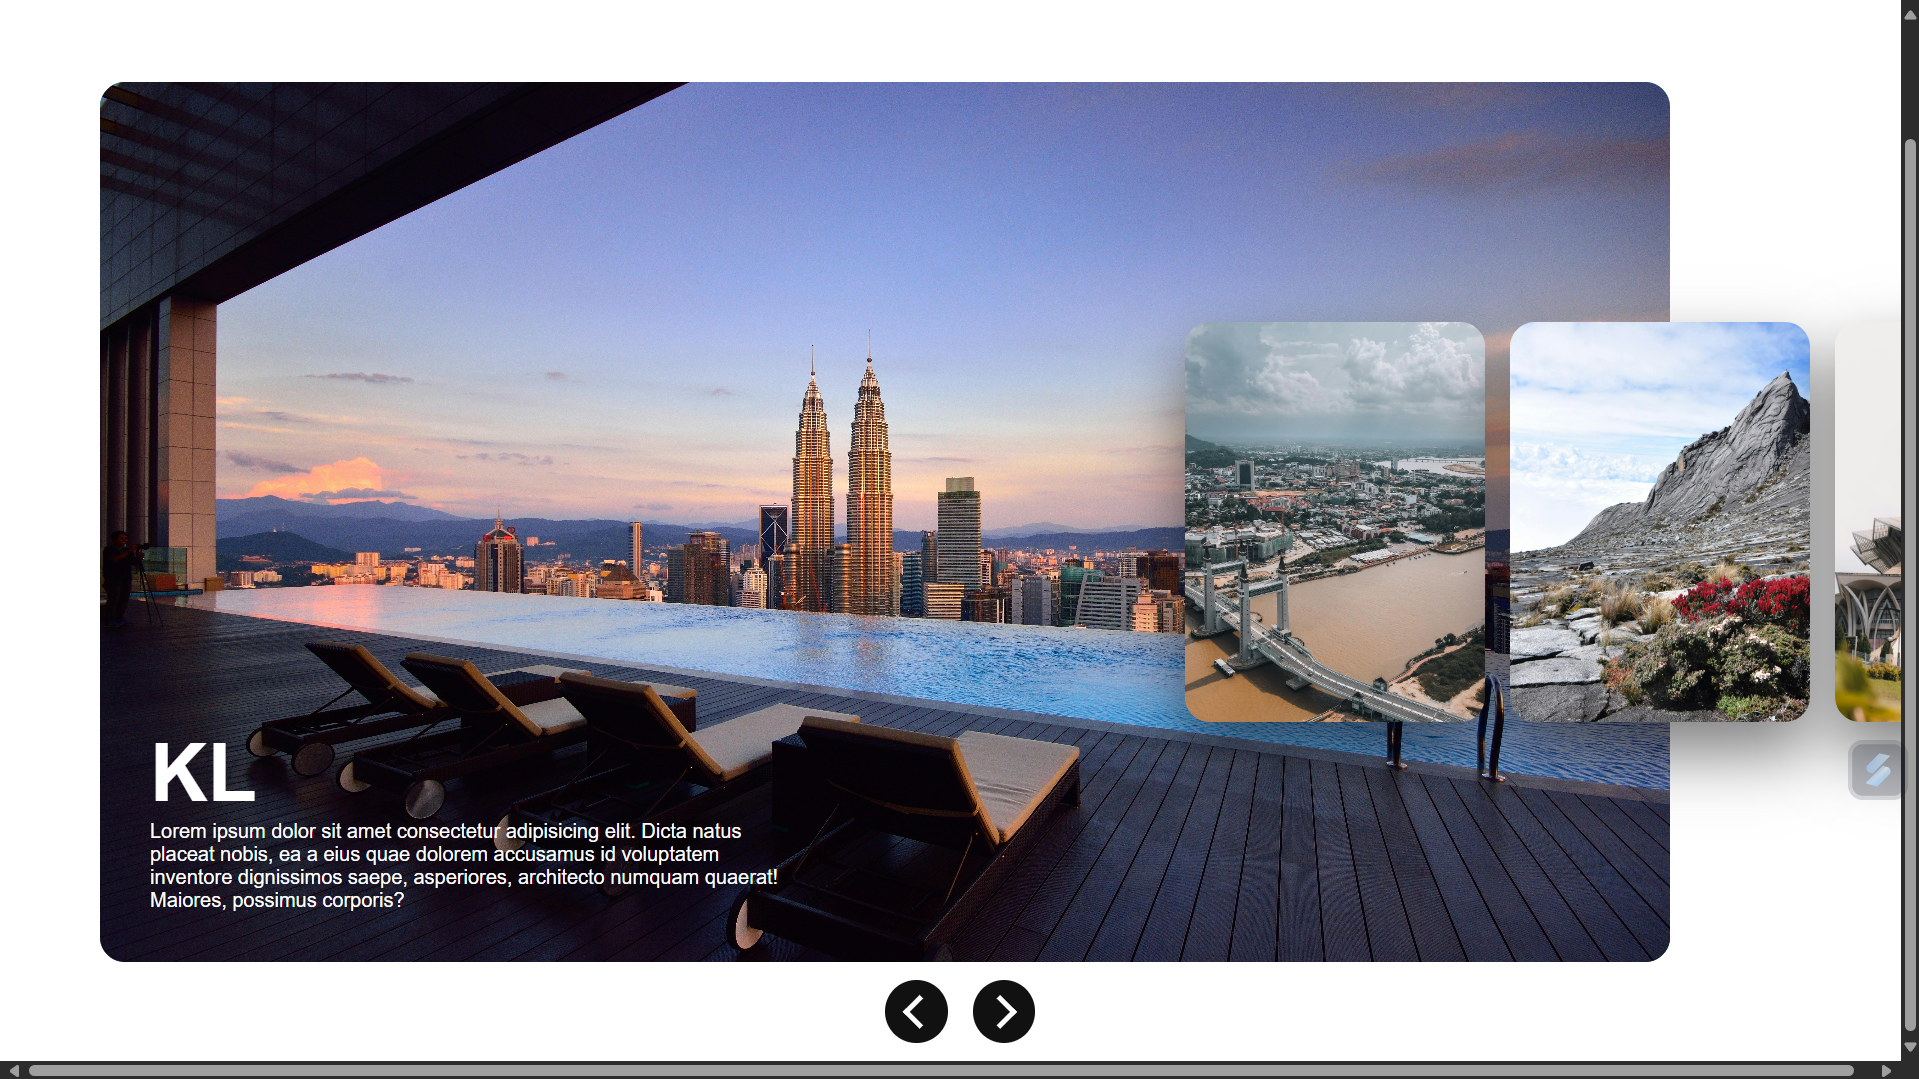 KL
Lorem ipsum dolor sit amet consectetur adipisicing elit. Dicta natus
placeat nobis, ea a eius quae dolorem accusamus id voluptatem
inventore dignissimos saepe, asperiores, architecto numquam quaerat!
Maiores, possimus corporis?